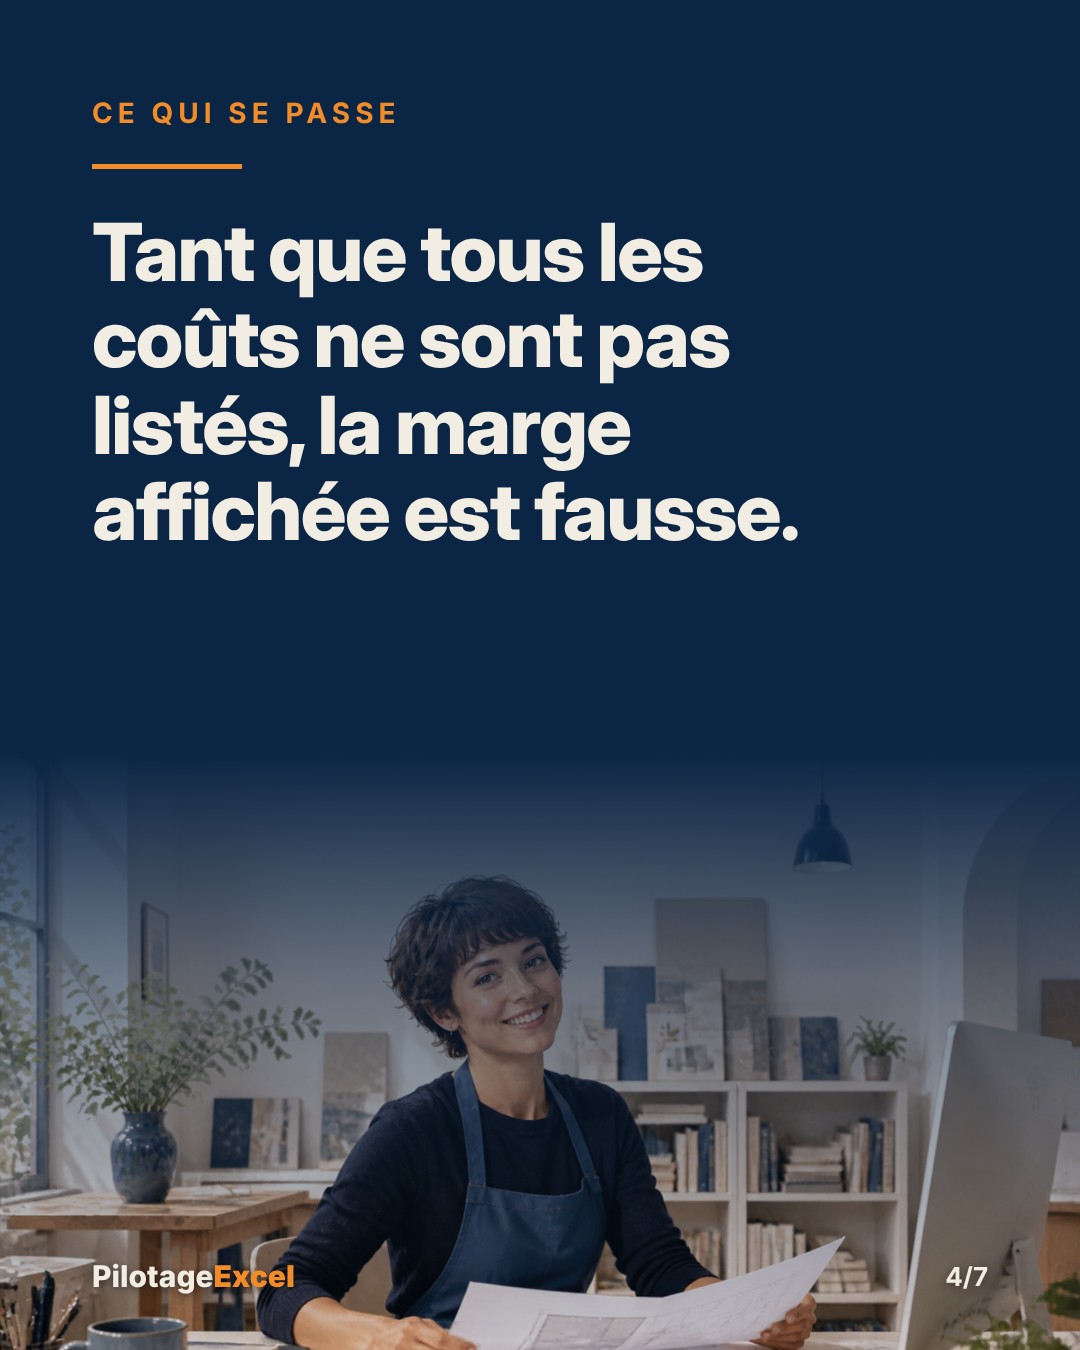 CE QUI SE PASSE
Tant que tous les
coûts ne sont pas
listés, la marge
affichée est fausse.
PilotageExcel
4/7